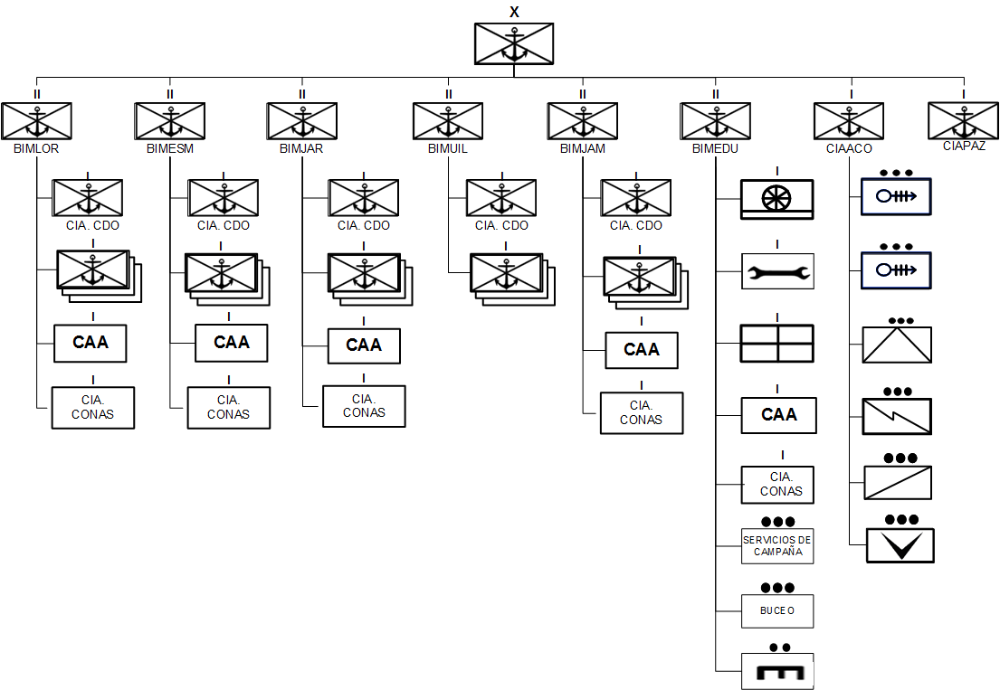 X
II II II II II II I I
BIMLOR BIMESM BIMJAR BIMUIL BIMJAM BIMEDU CIAACO CIAPAZ
I I I I I I
CIA. CDO CIA. CDO CIA. CDO CIA. CDO CIA. CDO
I I I I I I
I I I I I
CAA CAA CAA CAA
I I I I I
CIA. CONAS CIA. CONAS CIA. CONAS CIA. CONAS
CAA
I
CIA.
CONAS
SERVICIOS DE
CAMPAÑA
BUCEO